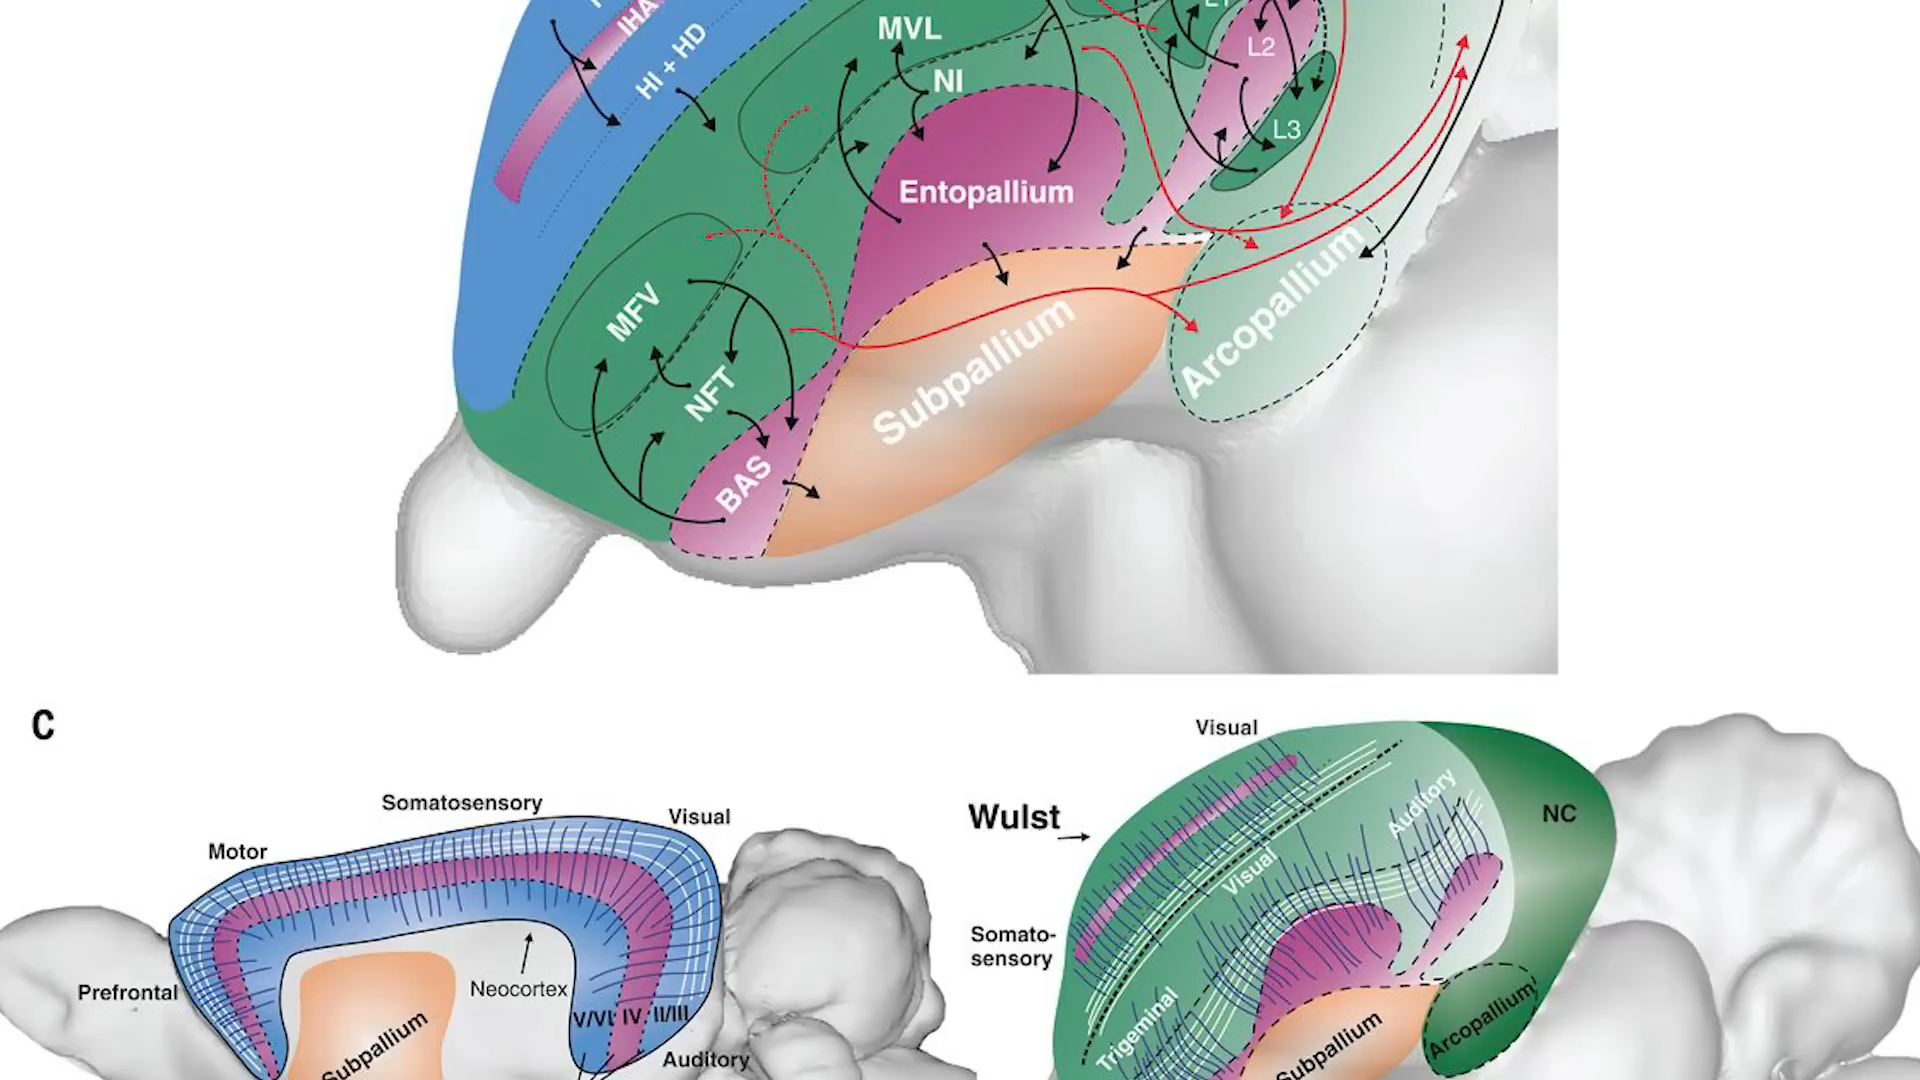 IHA
HI + HD
MVL
NI
L2
L3
Entopallium
MFV
NFT
BAS
Subpallium
Arcopallium
C
Somatosensory
Visual
Motor
Prefrontal
Neocortex
V/VI IV II/III
Subpallium
Auditory
Visual
Wulst
NC
Auditory
Visual
Somato-
sensory
Trigeminal
Subpallium
Arcopallium